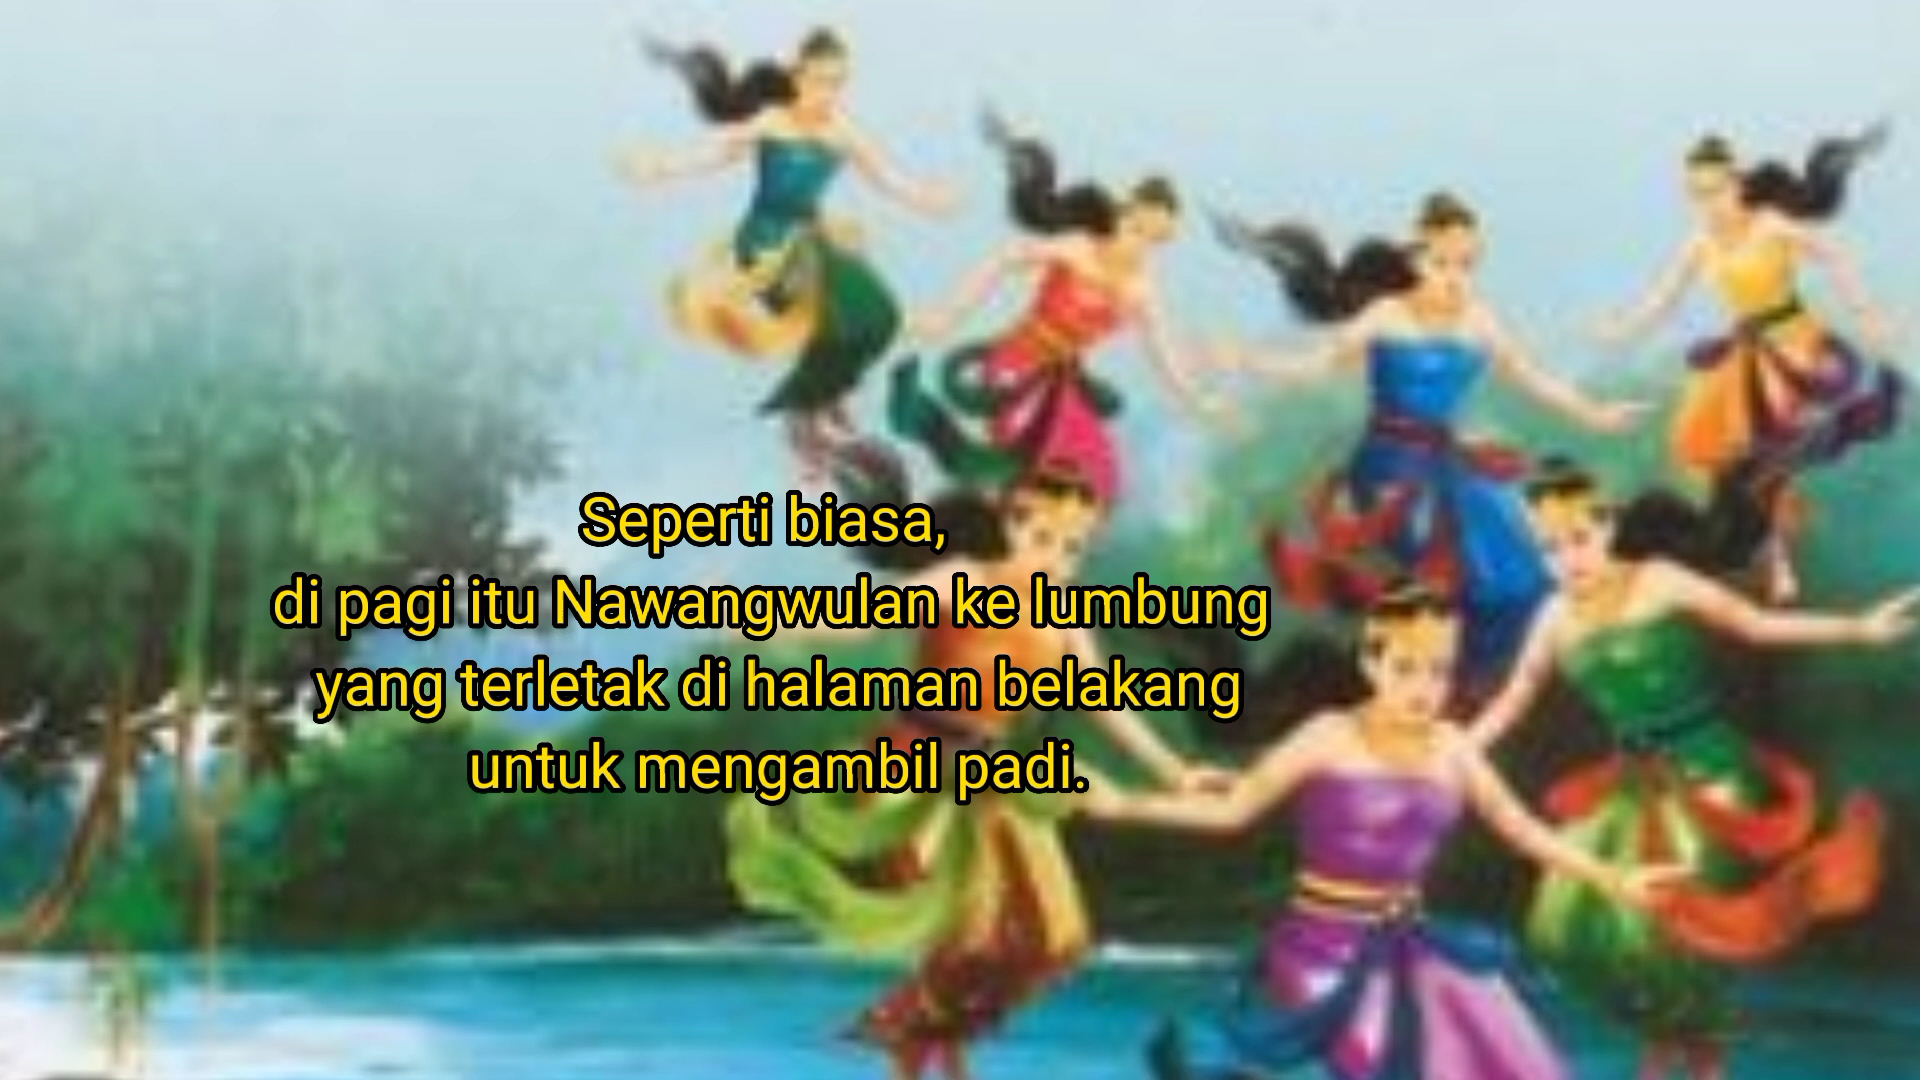 Seperti biasa,
di pagi itu Nawangwulan ke lumbung
yang terletak di halaman belakang
untuk mengambil padi.